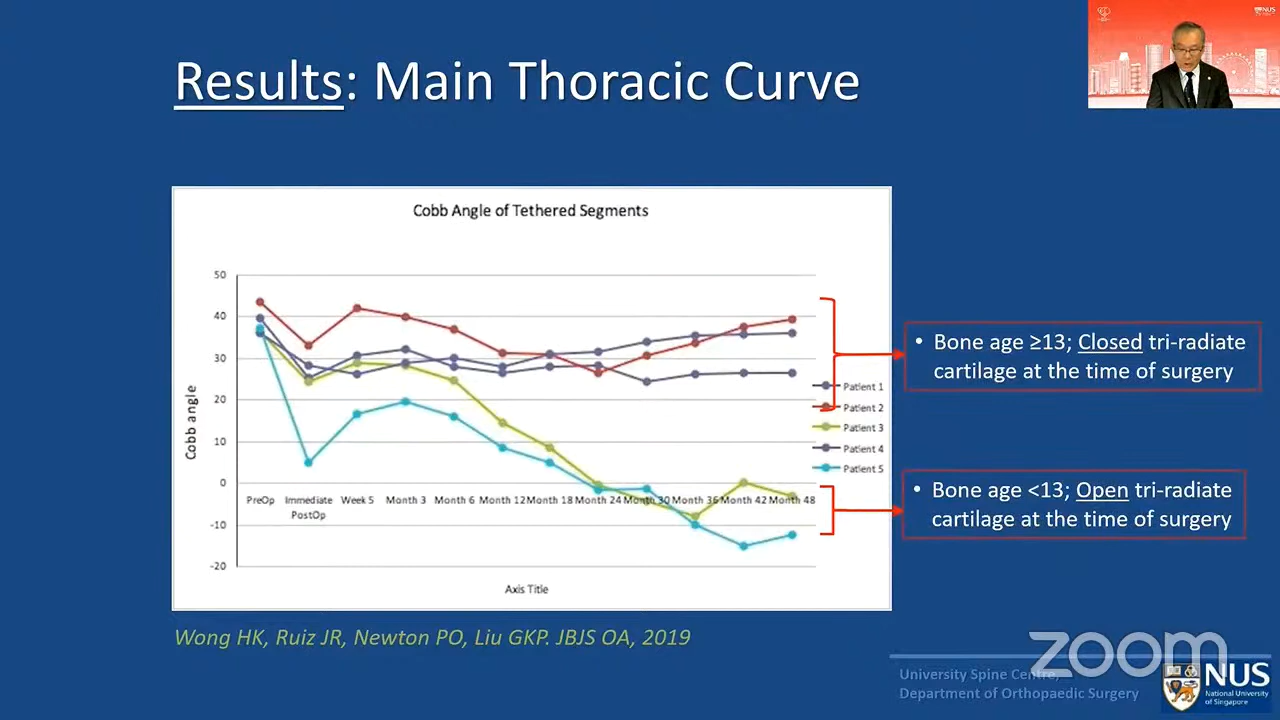 NUS
Results: Main Thoracic Curve
Cobb Angle of Tethered Segments
50
40
30
20
10
0
-10
-20
Cobb angle
PreOp
Immediate PostOp
Week 5
Month 3
Month 6
Month 12
Month 18
Month 24
Month 30
Month 36
Month 42
Month 48
Axis Title
Patient 1
Patient 2
Patient 3
Patient 4
Patient 5
• Bone age ≥13; Closed tri-radiate
cartilage at the time of surgery
• Bone age <13; Open tri-radiate
cartilage at the time of surgery
Wong HK, Ruiz JR, Newton PO, Liu GKP. JBJS OA, 2019
zoom
University Spine Centre,
Department of Orthopaedic Surgery
NUS
National University
of Singapore